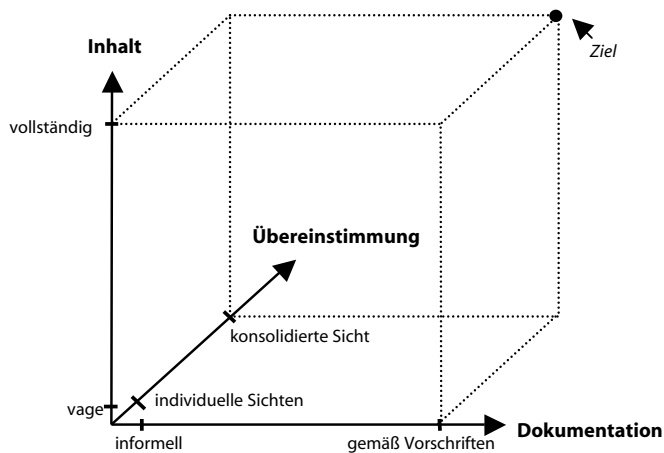 Inhalt
Ziel
vollständig
Übereinstimmung
konsolidierte Sicht
individuelle Sichten
vage
Dokumentation
informell
gemäß Vorschriften